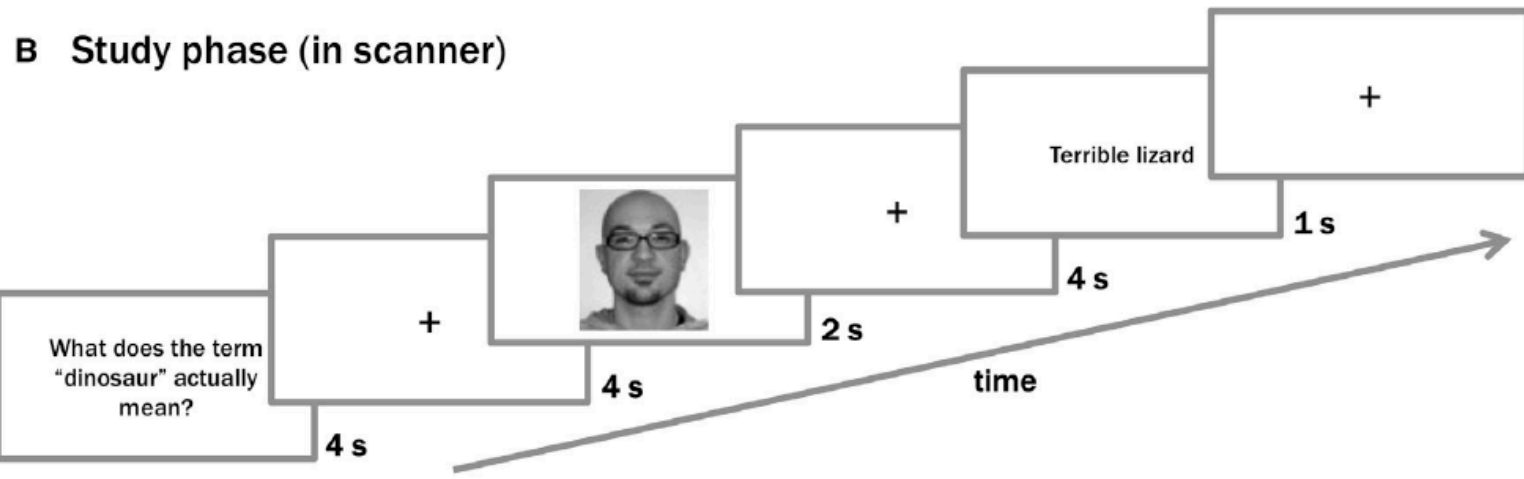 B Study phase (in scanner)
What does the term
“dinosaur” actually
mean?
4 s
+
4 s
2 s
+
4 s
Terrible lizard
1 s
+
time